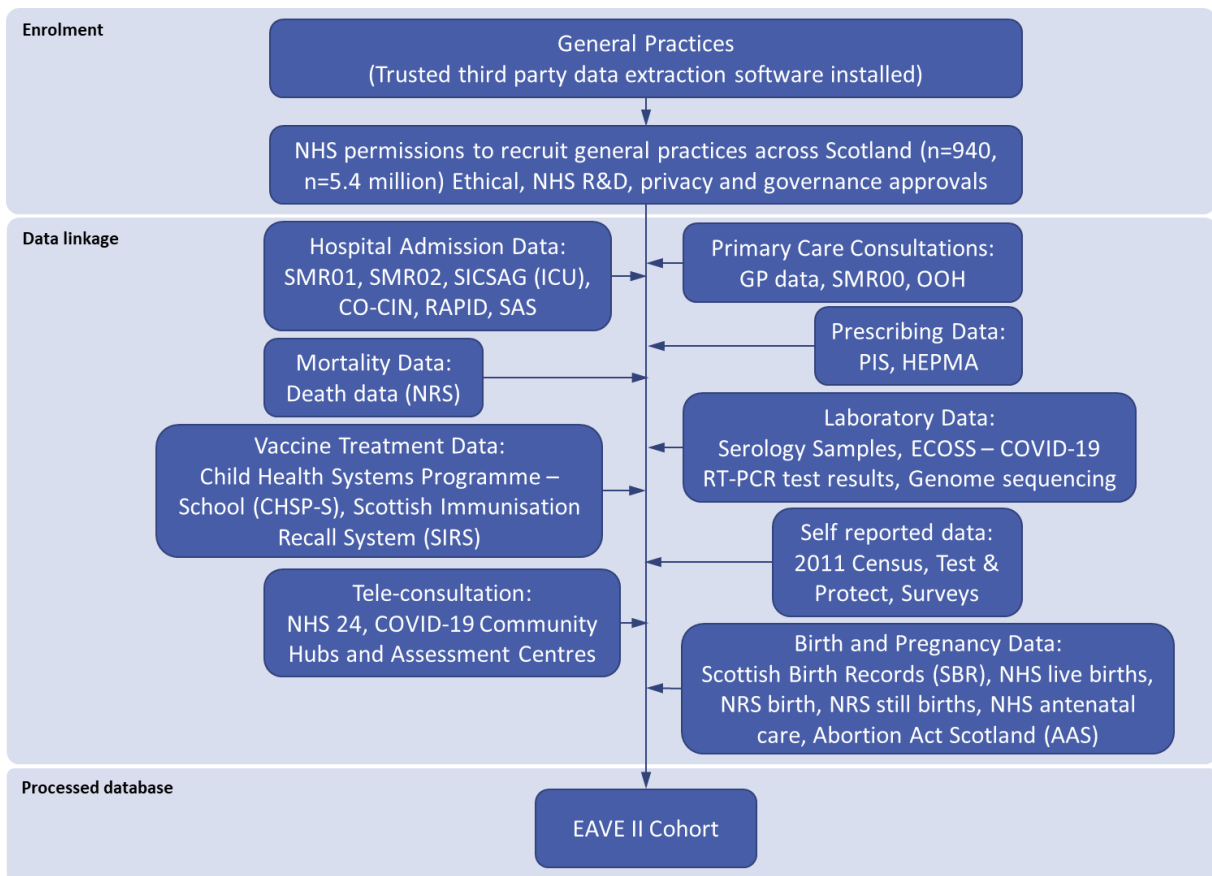 Enrolment
General Practices
(Trusted third party data extraction software installed)
NHS permissions to recruit general practices across Scotland (n=940,
n=5.4 million) Ethical, NHS R&D, privacy and governance approvals
Data linkage
Hospital Admission Data:
SMR01, SMR02, SICSAG (ICU),
CO-CIN, RAPID, SAS
Primary Care Consultations:
GP data, SMR00, OOH
Prescribing Data:
PIS, HEPMA
Mortality Data:
Death data (NRS)
Laboratory Data:
Serology Samples, ECOSS – COVID-19
RT-PCR test results, Genome sequencing
Vaccine Treatment Data:
Child Health Systems Programme –
School (CHSP-S), Scottish Immunisation
Recall System (SIRS)
Self reported data:
2011 Census, Test &
Protect, Surveys
Tele-consultation:
NHS 24, COVID-19 Community
Hubs and Assessment Centres
Birth and Pregnancy Data:
Scottish Birth Records (SBR), NHS live births,
NRS birth, NRS still births, NHS antenatal
care, Abortion Act Scotland (AAS)
Processed database
EAVE II Cohort